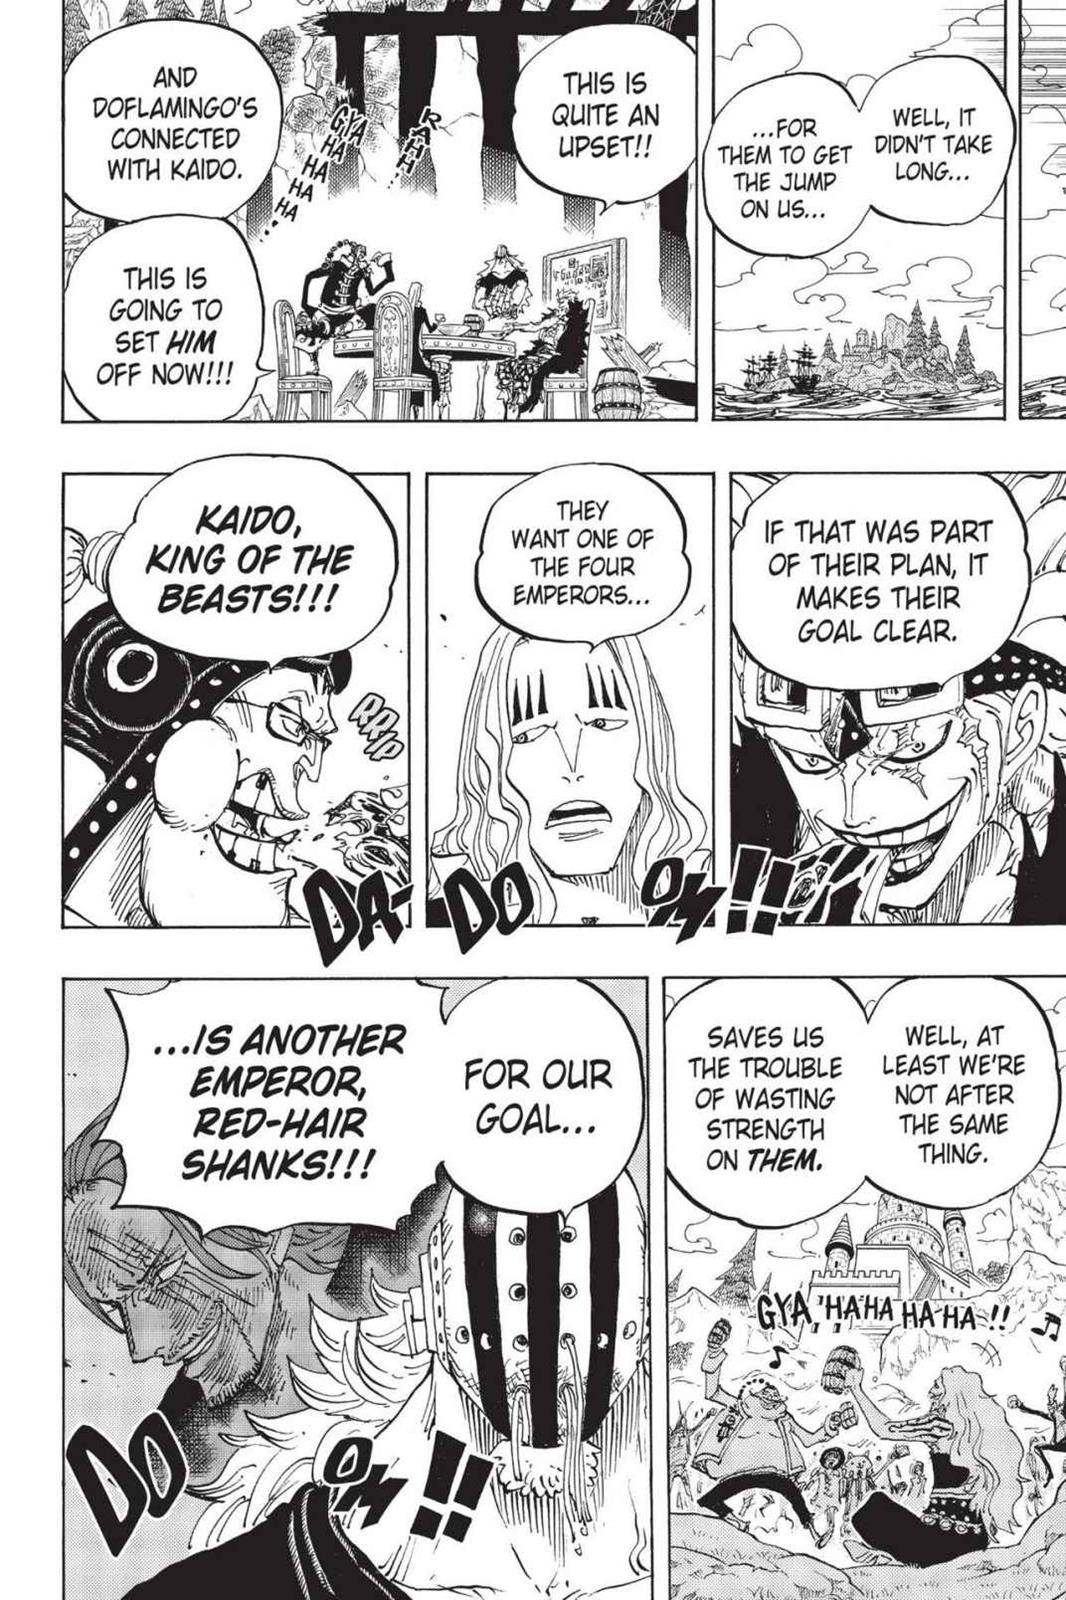 WELL, IT
DIDN'T TAKE
LONG...
...FOR
THEM TO GET
THE JUMP
ON US...
THIS IS
QUITE AN
UPSET!!
RAHH...
GYA
HA
HA
HA
HA
AND
DOFLAMINGO'S
CONNECTED
WITH KAIDO.
THIS IS
GOING TO
SET HIM
OFF NOW!!!
IF THAT WAS PART
OF THEIR PLAN, IT
MAKES THEIR
GOAL CLEAR.
THEY
WANT ONE OF
THE FOUR
EMPERORS...
KAIDO,
KING OF THE
BEASTS!!!
RRRIP
DA-DOOM!!
WELL, AT
LEAST WE'RE
NOT AFTER
THE SAME
THING.
SAVES US
THE TROUBLE
OF WASTING
STRENGTH
ON THEM.
GYA HA HA HA HA!!
FOR OUR
GOAL...
...IS ANOTHER
EMPEROR,
RED-HAIR
SHANKS!!!
DOOM!!